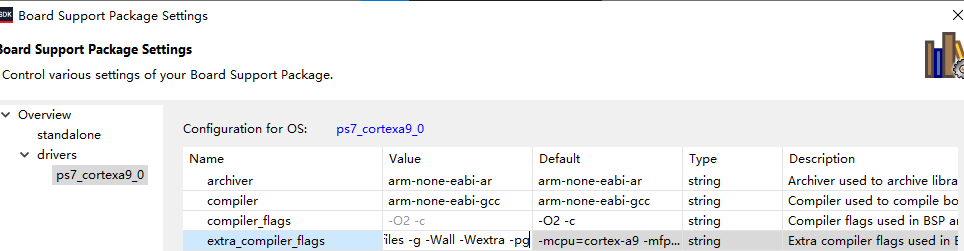 SDK Board Support Package Settings
Board Support Package Settings
Control various settings of your Board Support Package.
Overview
standalone
drivers
ps7_cortexa9_0
Configuration for OS: ps7_cortexa9_0
Name Value Default Type Description
archiver arm-none-eabi-ar arm-none-eabi-ar string Archiver used to archive libra
compiler arm-none-eabi-gcc arm-none-eabi-gcc string Compiler used to compile bo
compiler_flags -O2 -c -O2 -c string Compiler flags used in BSP ar
extra_compiler_flags files -g -Wall -Wextra -pg -mcpu=cortex-a9 -mfp... string Extra compiler flags used in B